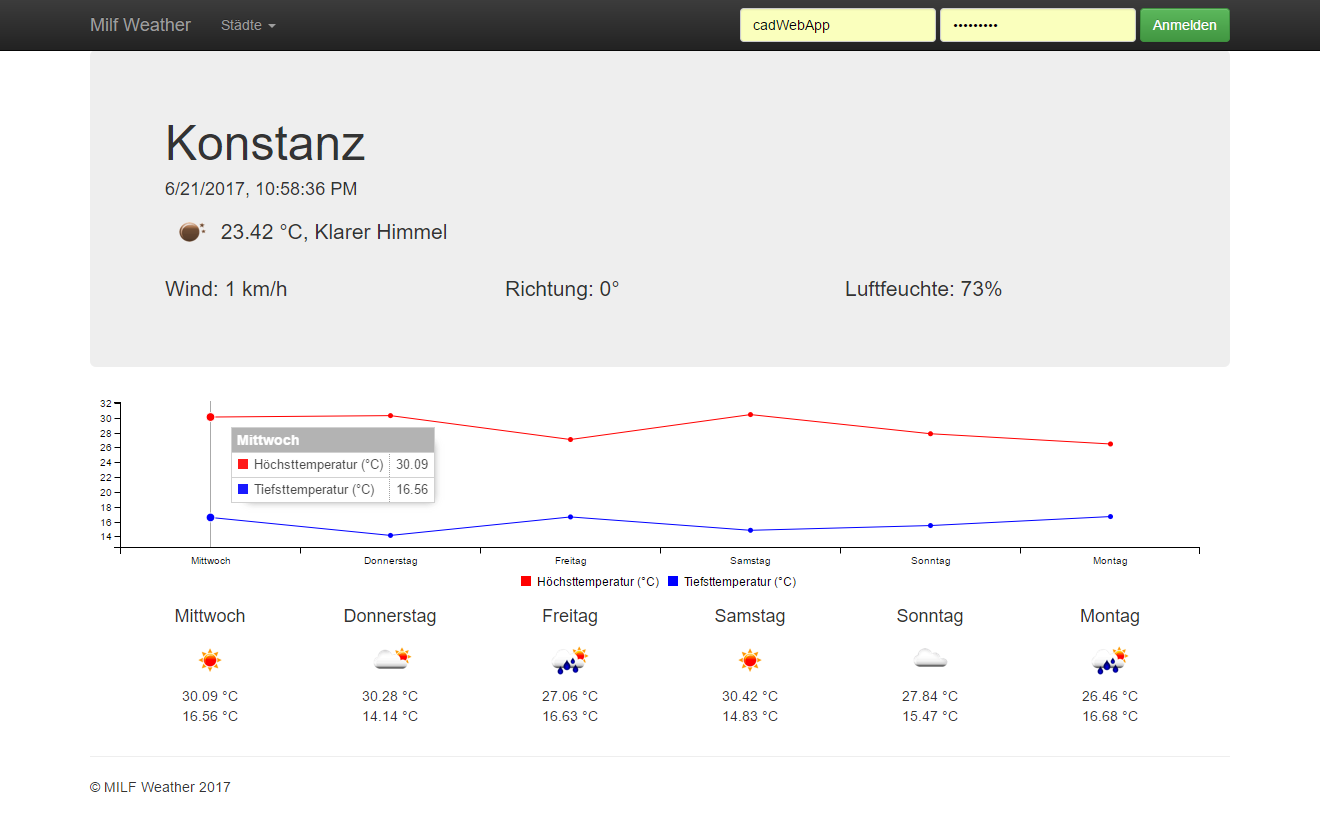 Milf Weather Städte cadWebApp ••••••••• Anmelden
Konstanz
6/21/2017, 10:58:36 PM
23.42 °C, Klarer Himmel
Wind: 1 km/h Richtung: 0° Luftfeuchte: 73%
32
30
28
26
24
22
20
18
16
14
Mittwoch
Höchsttemperatur (°C) 30.09
Tiefsttemperatur (°C) 16.56
Mittwoch Donnerstag Freitag Samstag Sonntag Montag
Höchsttemperatur (°C) Tiefsttemperatur (°C)
Mittwoch Donnerstag Freitag Samstag Sonntag Montag
30.09 °C 30.28 °C 27.06 °C 30.42 °C 27.84 °C 26.46 °C
16.56 °C 14.14 °C 16.63 °C 14.83 °C 15.47 °C 16.68 °C
© MILF Weather 2017